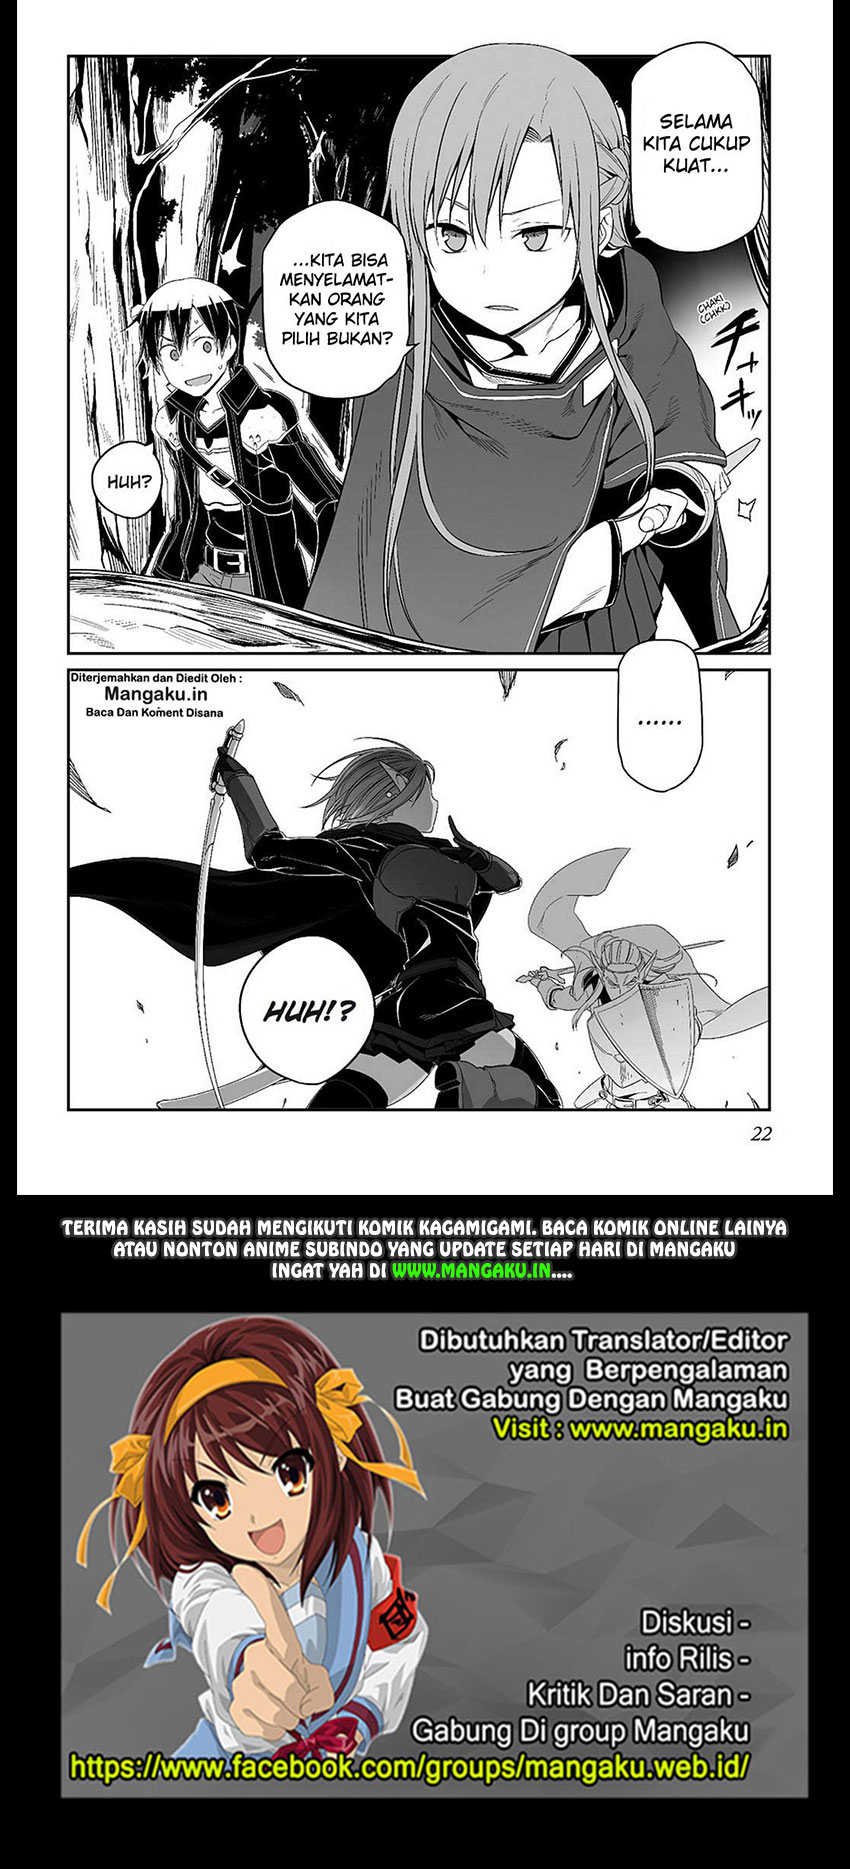 SELAMA
KITA CUKUP
KUAT...
...KITA BISA
MENYELAMAT-
KAN ORANG
YANG KITA
PILIH BUKAN?
CHAKI
(CHKK)
チャキッ
HUH?
Diterjemahkan dan Diedit Oleh :
Mangaku.in
Baca Dan Koment Disana
......
HUH!?
22
TERIMA KASIH SUDAH MENGIKUTI KOMIK KAGAMIGAMI. BACA KOMIK ONLINE LAINYA
ATAU NONTON ANIME SUBINDO YANG UPDATE SETIAP HARI DI MANGAKU
INGAT YAH DI WWW.MANGAKU.IN....
Dibutuhkan Translator/Editor
yang Berpengalaman
Buat Gabung Dengan Mangaku
Visit : www.mangaku.in
団
Diskusi -
info Rilis -
Kritik Dan Saran -
Gabung Di group Mangaku
https://www.facebook.com/groups/mangaku.web.id/